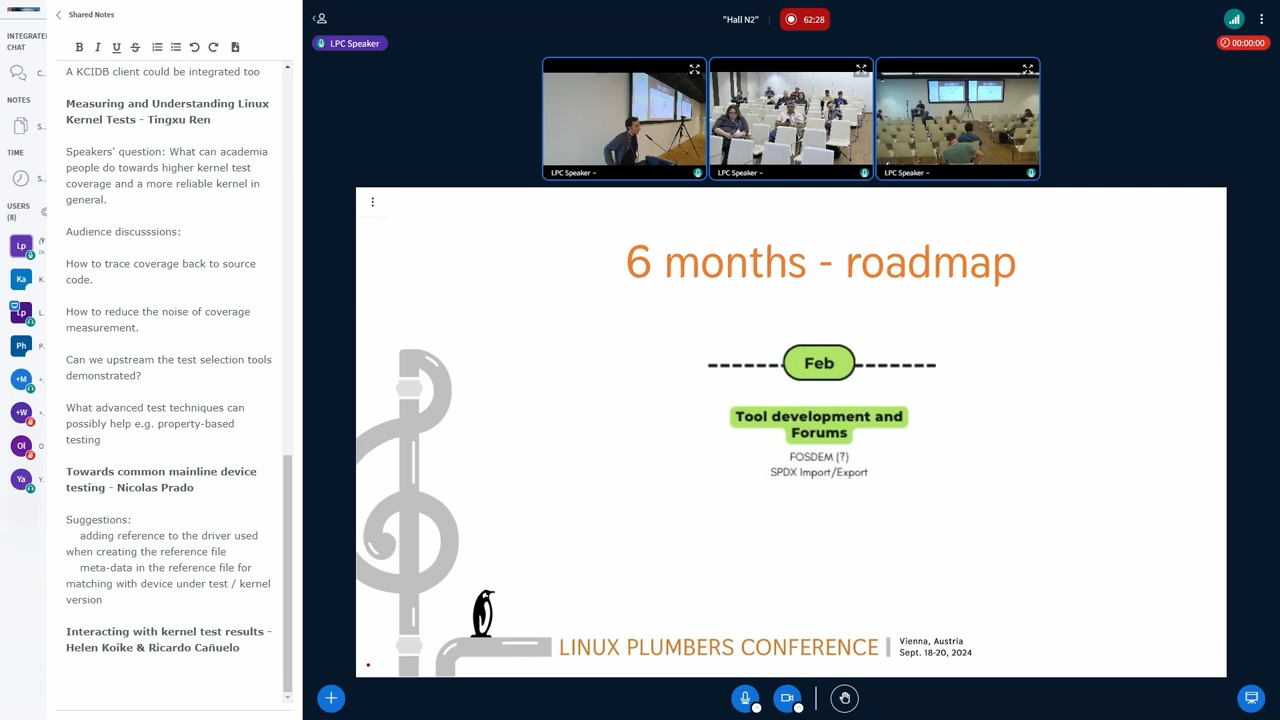 INTEGRATE
CHAT
C..
NOTES
S..
TIME
S..
USERS
(8)
Lp
Ka
K.
Lp
L.
Ph
P.
+M
+.
+W
+.
Ol
O
Ya
Y.
Shared Notes
B I U S
A KCIDB client could be integrated too
Measuring and Understanding Linux
Kernel Tests - Tingxu Ren
Speakers' question: What can academia
people do towards higher kernel test
coverage and a more reliable kernel in
general.
Audience discusssions:
How to trace coverage back to source
code.
How to reduce the noise of coverage
measurement.
Can we upstream the test selection tools
demonstrated?
What advanced test techniques can
possibly help e.g. property-based
testing
Towards common mainline device
testing - Nicolas Prado
Suggestions:
adding reference to the driver used
when creating the reference file
meta-data in the reference file for
matching with device under test / kernel
version
Interacting with kernel test results -
Helen Koike & Ricardo Cañuelo
"Hall N2"
62:28
LPC Speaker
00:00:00
LPC Speaker
LPC Speaker
LPC Speaker
6 months - roadmap
Feb
Tool development and
Forums
FOSDEM (?)
SPDX Import/Export
LINUX PLUMBERS CONFERENCE
Vienna, Austria
Sept. 18-20, 2024